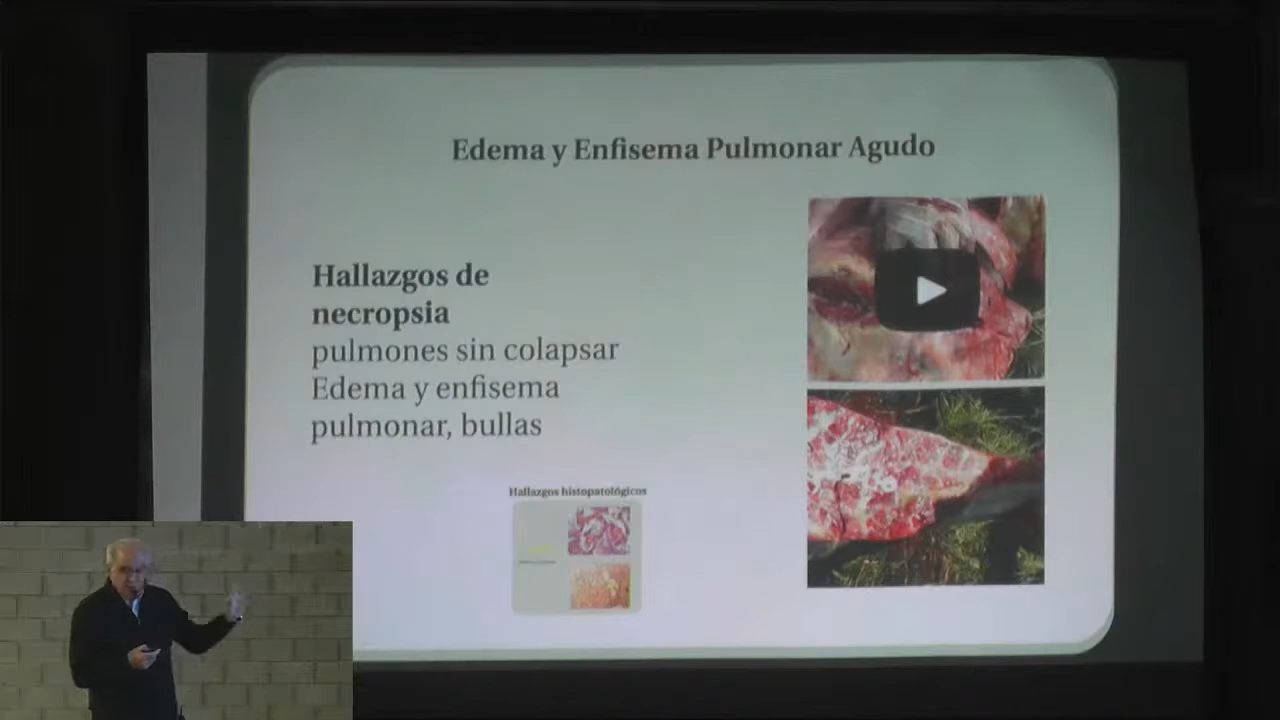 Edema y Enfisema Pulmonar Agudo
Hallazgos de
necropsia
pulmones sin colapsar
Edema y enfisema
pulmonar, bullas
Hallazgos histopatológicos